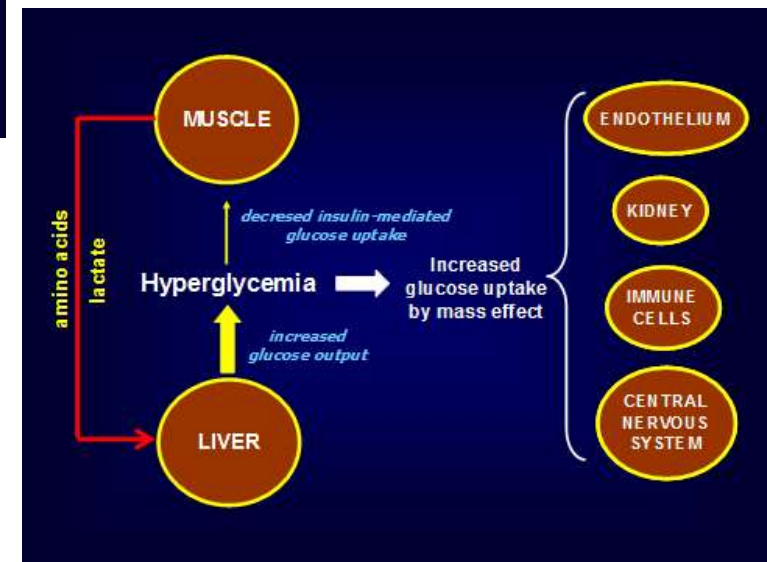 MUSCLE
amino acids
lactate
decresed insulin-mediated
glucose uptake
Hyperglycemia
increased
glucose output
LIVER
Increased
glucose uptake
by mass effect
ENDOTHELIUM
KIDNEY
IMMUNE
CELLS
CENTRAL
NERVOUS
SYSTEM